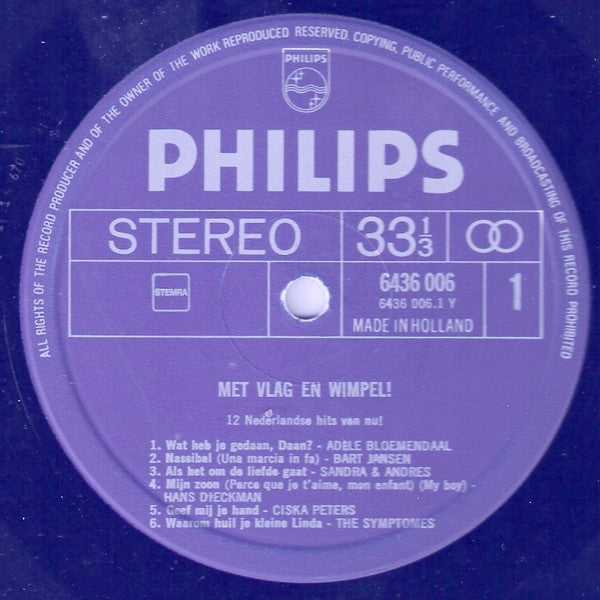 ALL RIGHTS OF THE RECORD PRODUCER AND OF THE OWNER OF THE WORK REPRODUCED RESERVED. COPYING, PUBLIC PERFORMANCE AND BROADCASTING OF THIS RECORD PROHIBITED
PHILIPS
PHILIPS
STEREO
33⅓
STEMRA
6436 006
6436 006.1 Y
1
MADE IN HOLLAND
MET VLAG EN WIMPEL!
12 Nederlandse hits van nu!
1. Wat heb je gedaan, Daan? - ADÈLE BLOEMENDAAL
2. Nassibel (Una marcia in fa) - BART JANSEN
3. Als het om de liefde gaat - SANDRA & ANDRES
4. Mijn zoon (Parce que je t'aime, mon enfant) (My boy) -
HANS DIECKMAN
5. Geef mij je hand - CISKA PETERS
6. Waarom huil je kleine Linda - THE SYMPTOMES